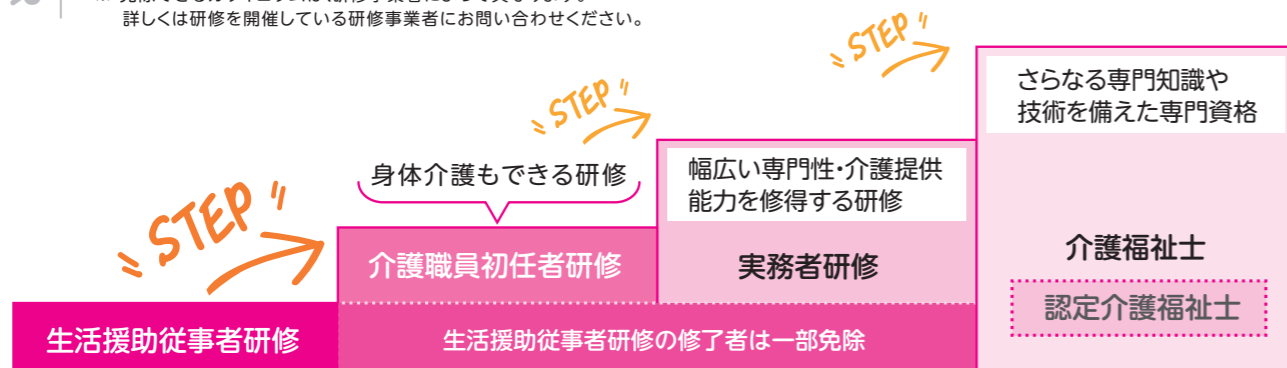 詳しくは研修を開催している研修事業者にお問い合わせください。
STEP
STEP
STEP
さらなる専門知識や
技術を備えた専門資格
身体介護もできる研修
幅広い専門性・介護提供
能力を修得する研修
介護職員初任者研修
実務者研修
介護福祉士
認定介護福祉士
生活援助従事者研修
生活援助従事者研修の修了者は一部免除